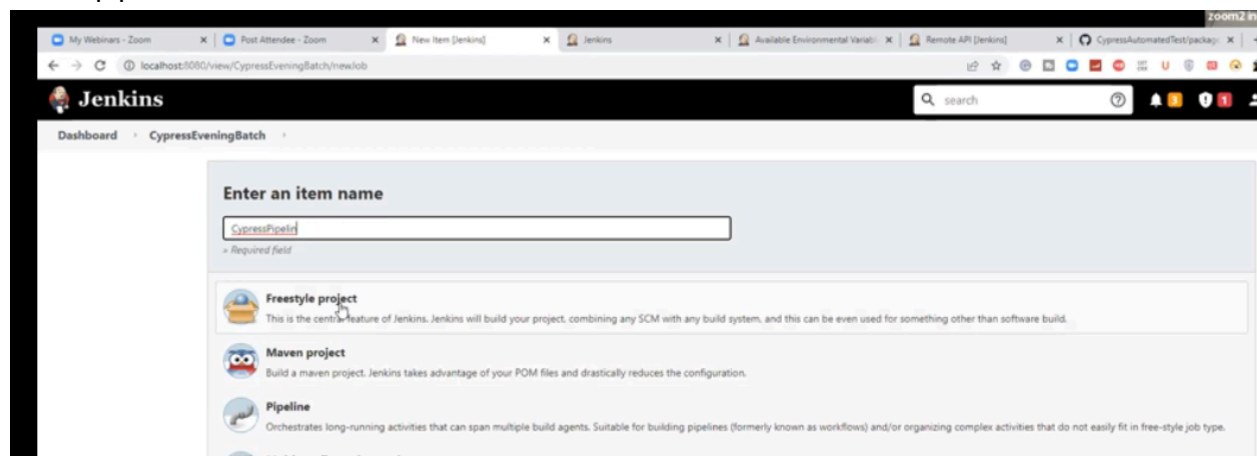 zoom2 in
My Webinars - Zoom Post Attendee - Zoom New Item [Jenkins] Jenkins Available Environmental Variabl Remote API [Jenkins] CypressAutomatedTest/packag
localhost:8080/view/CypressEveningBatch/newJob
Jenkins search 3 1
Dashboard CypressEveningBatch
Enter an item name
CypressPipelin
» Required field
Freestyle project
This is the central feature of Jenkins. Jenkins will build your project, combining any SCM with any build system, and this can be even used for something other than software build.
Maven project
Build a maven project. Jenkins takes advantage of your POM files and drastically reduces the configuration.
Pipeline
Orchestrates long-running activities that can span multiple build agents. Suitable for building pipelines (formerly known as workflows) and/or organizing complex activities that do not easily fit in free-style job type.